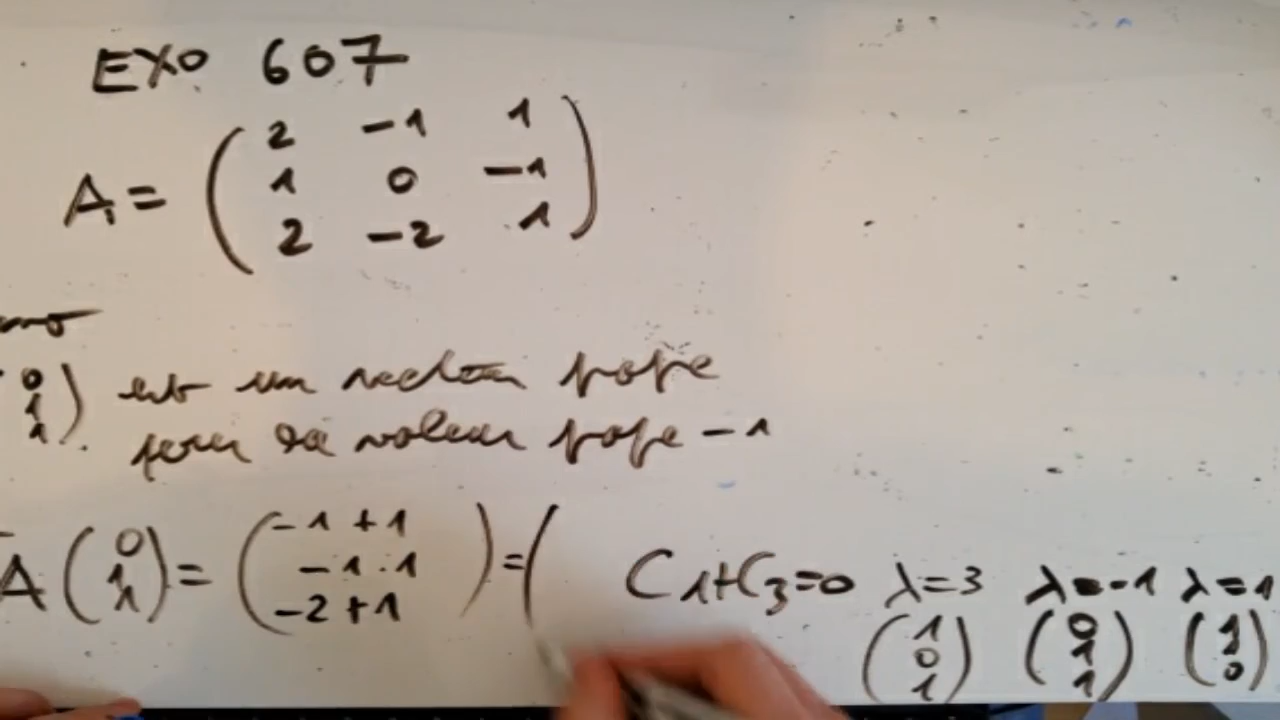 EXO 607
A = ( 2 -1 1
1 0 -1
2 -2 1 )
( 0 1 1 ) est un vecteur propre
pour la valeur propre -1
A ( 0 1 1 ) = ( -1 +1
-1 . 1
-2 +1 ) = (
C1+C3=0 λ=3 λ=-1 λ=1
( 1 0 1 ) ( 0 1 1 ) ( 1 1 0 )